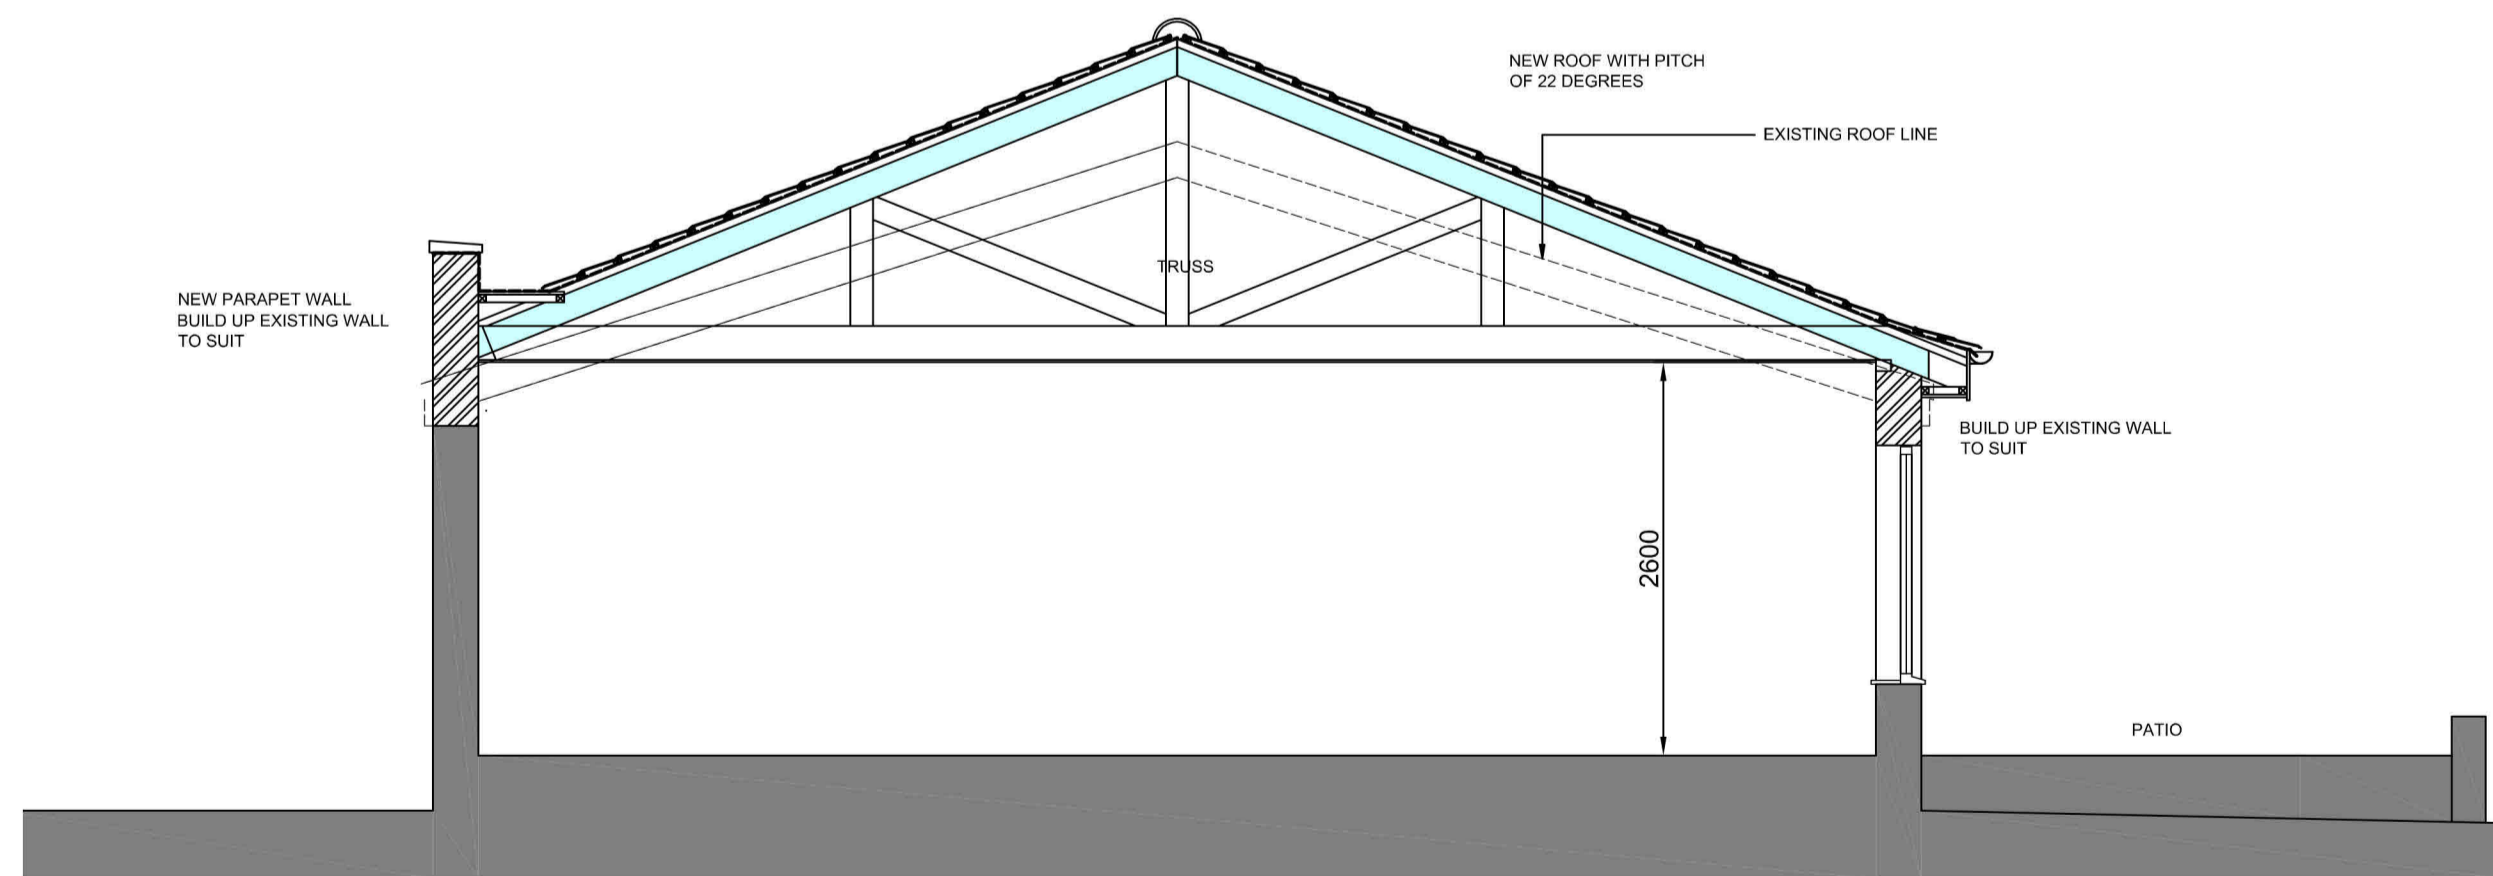 NEW ROOF WITH PITCH
OF 22 DEGREES
EXISTING ROOF LINE
TRUSS
NEW PARAPET WALL
BUILD UP EXISTING WALL
TO SUIT
BUILD UP EXISTING WALL
TO SUIT
2600
PATIO